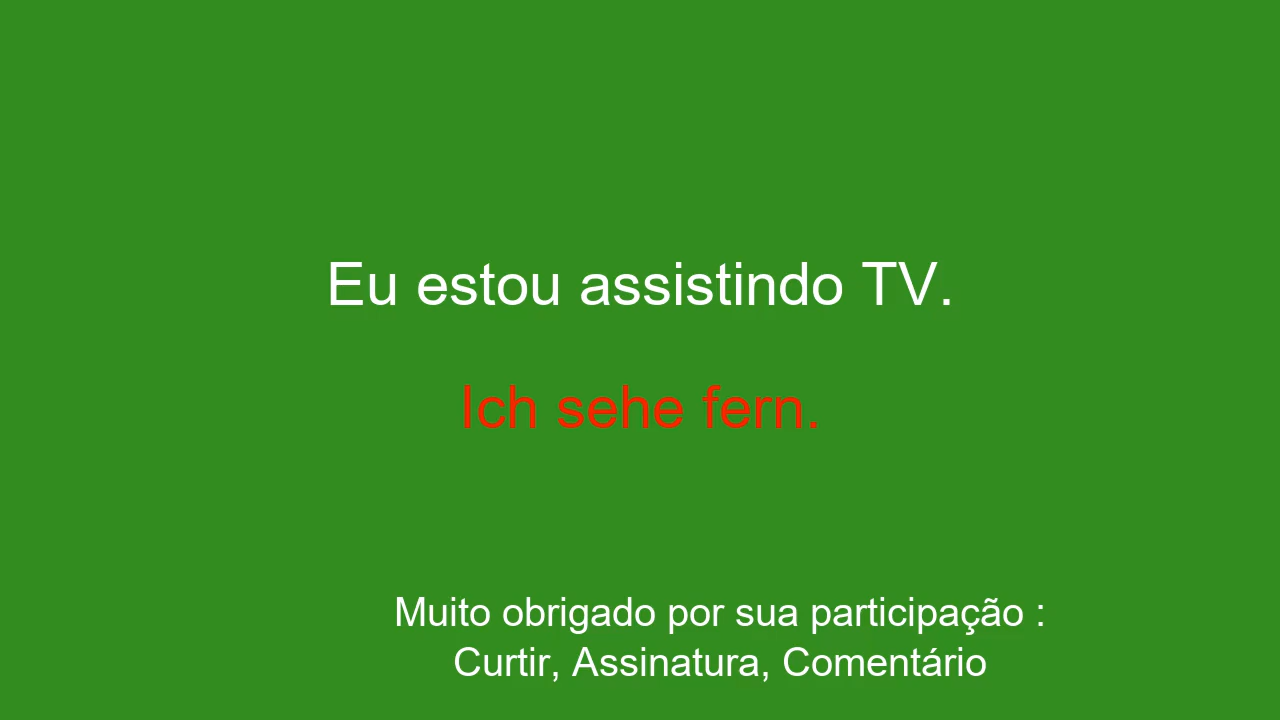 Eu estou assistindo TV.
Ich sehe fern.
Muito obrigado por sua participação :
Curtir, Assinatura, Comentário